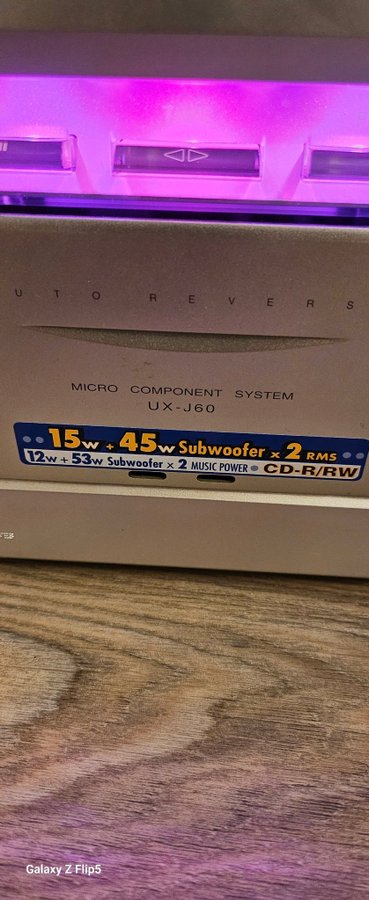 UTO REVERS
MICRO COMPONENT SYSTEM
UX-J60
15W + 45W Subwoofer x 2 RMS
12W + 53W Subwoofer x 2 MUSIC POWER • CD-R/RW
Galaxy Z Flip5